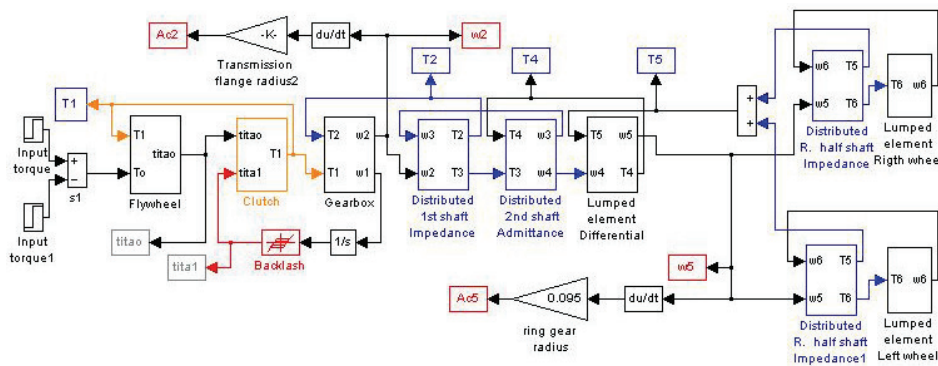 Ac2
-K-
du/dt
w2
Transmission
flange radius2
T2
T4
T5
T1
Input
torque
Input
torque1
+
−
s1
T1
To
titao
Flywheel
titao
tita1
T1
Clutch
T2
T1
w2
w1
Gearbox
w3
w2
T2
T3
Distributed
1st shaft
Impedance
T4
T3
w3
w4
Distributed
2nd shaft
Admittance
T5
w4
w5
T4
Lumped
element
Differential
+
+
w6
w5
T5
T6
Distributed
R. half shaft
Impedance
T6
w6
Lumped
element
Rigth wheel
titao
tita1
Backlash
1/s
w5
Ac5
0.095
du/dt
ring gear
radius
w6
w5
T5
T6
Distributed
R. half shaft
Impedance1
T6
w6
Lumped
element
Left wheel